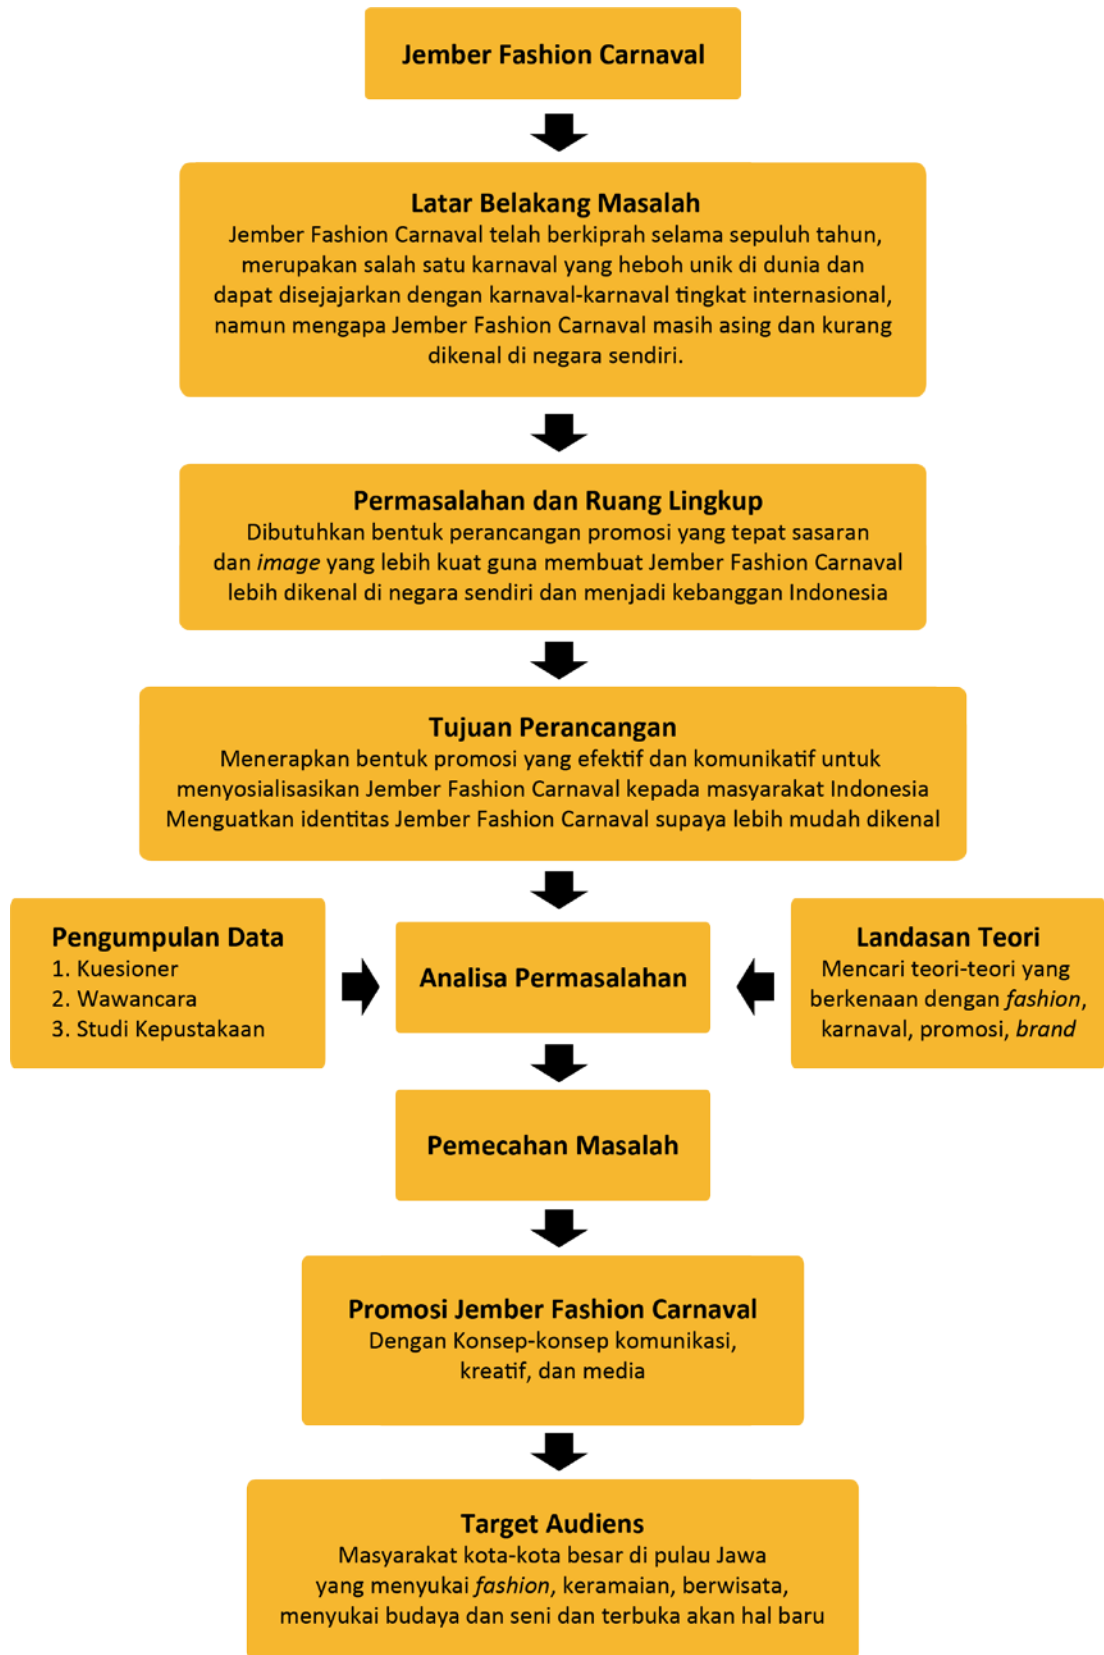 Jember Fashion Carnaval
Latar Belakang Masalah
Jember Fashion Carnaval telah berkiprah selama sepuluh tahun,
merupakan salah satu karnaval yang heboh unik di dunia dan
dapat disejajarkan dengan karnaval-karnaval tingkat internasional,
namun mengapa Jember Fashion Carnaval masih asing dan kurang
dikenal di negara sendiri.
Permasalahan dan Ruang Lingkup
Dibutuhkan bentuk perancangan promosi yang tepat sasaran
dan image yang lebih kuat guna membuat Jember Fashion Carnaval
lebih dikenal di negara sendiri dan menjadi kebanggan Indonesia
Tujuan Perancangan
Menerapkan bentuk promosi yang efektif dan komunikatif untuk
menyosialisasikan Jember Fashion Carnaval kepada masyarakat Indonesia
Menguatkan identitas Jember Fashion Carnaval supaya lebih mudah dikenal
Pengumpulan Data
1. Kuesioner
2. Wawancara
3. Studi Kepustakaan
Analisa Permasalahan
Landasan Teori
Mencari teori-teori yang
berkenaan dengan fashion,
karnaval, promosi, brand
Pemecahan Masalah
Promosi Jember Fashion Carnaval
Dengan Konsep-konsep komunikasi,
kreatif, dan media
Target Audiens
Masyarakat kota-kota besar di pulau Jawa
yang menyukai fashion, keramaian, berwisata,
menyukai budaya dan seni dan terbuka akan hal baru